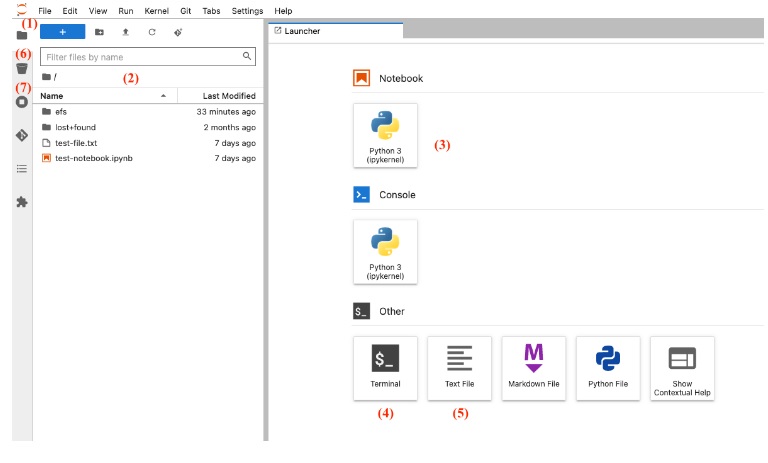 File Edit View Run Kernel Git Tabs Settings Help
(1)
+
Launcher
(6)
Filter files by name
(7)
/
(2)
Name Last Modified
efs 33 minutes ago
lost+found 2 months ago
test-file.txt 7 days ago
test-notebook.ipynb 7 days ago
Notebook
Python 3
(ipykernel)
(3)
>_ Console
Python 3
(ipykernel)
$_ Other
$_ M
Terminal Text File Markdown File Python File Show
Contextual Help
(4) (5)